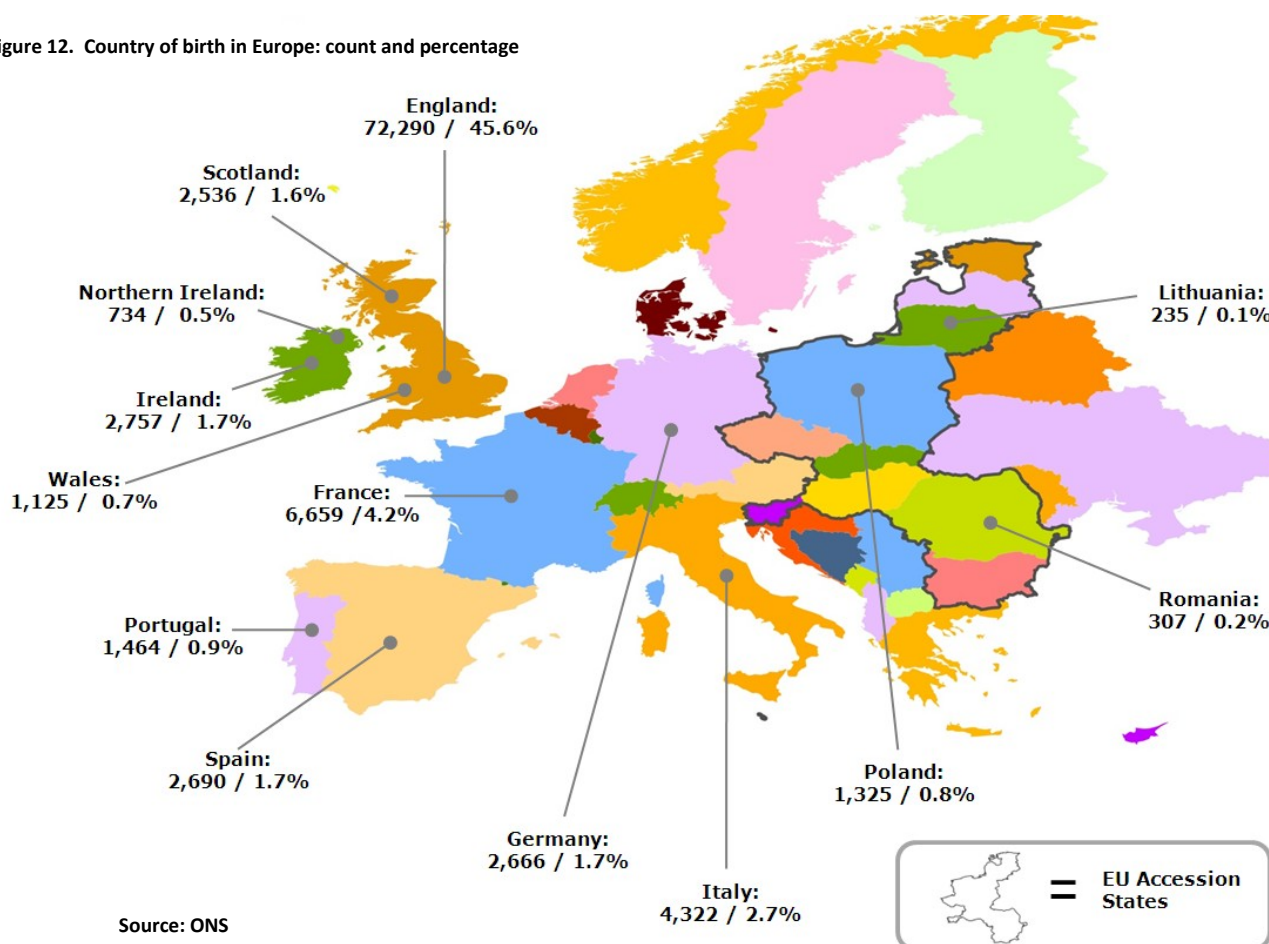 igure 12.  Country of birth in Europe: count and percentage
England:
72,290 /  45.6%
Scotland:
2,536 /  1.6%
Northern Ireland:
734 /  0.5%
Lithuania:
235 / 0.1%
Ireland:
2,757 /  1.7%
Wales:
1,125 /  0.7%
France:
6,659 /4.2%
Romania:
307 / 0.2%
Portugal:
1,464 / 0.9%
Spain:
2,690 / 1.7%
Poland:
1,325 / 0.8%
Germany:
2,666 / 1.7%
Italy:
4,322 / 2.7%
= EU Accession
States
Source: ONS